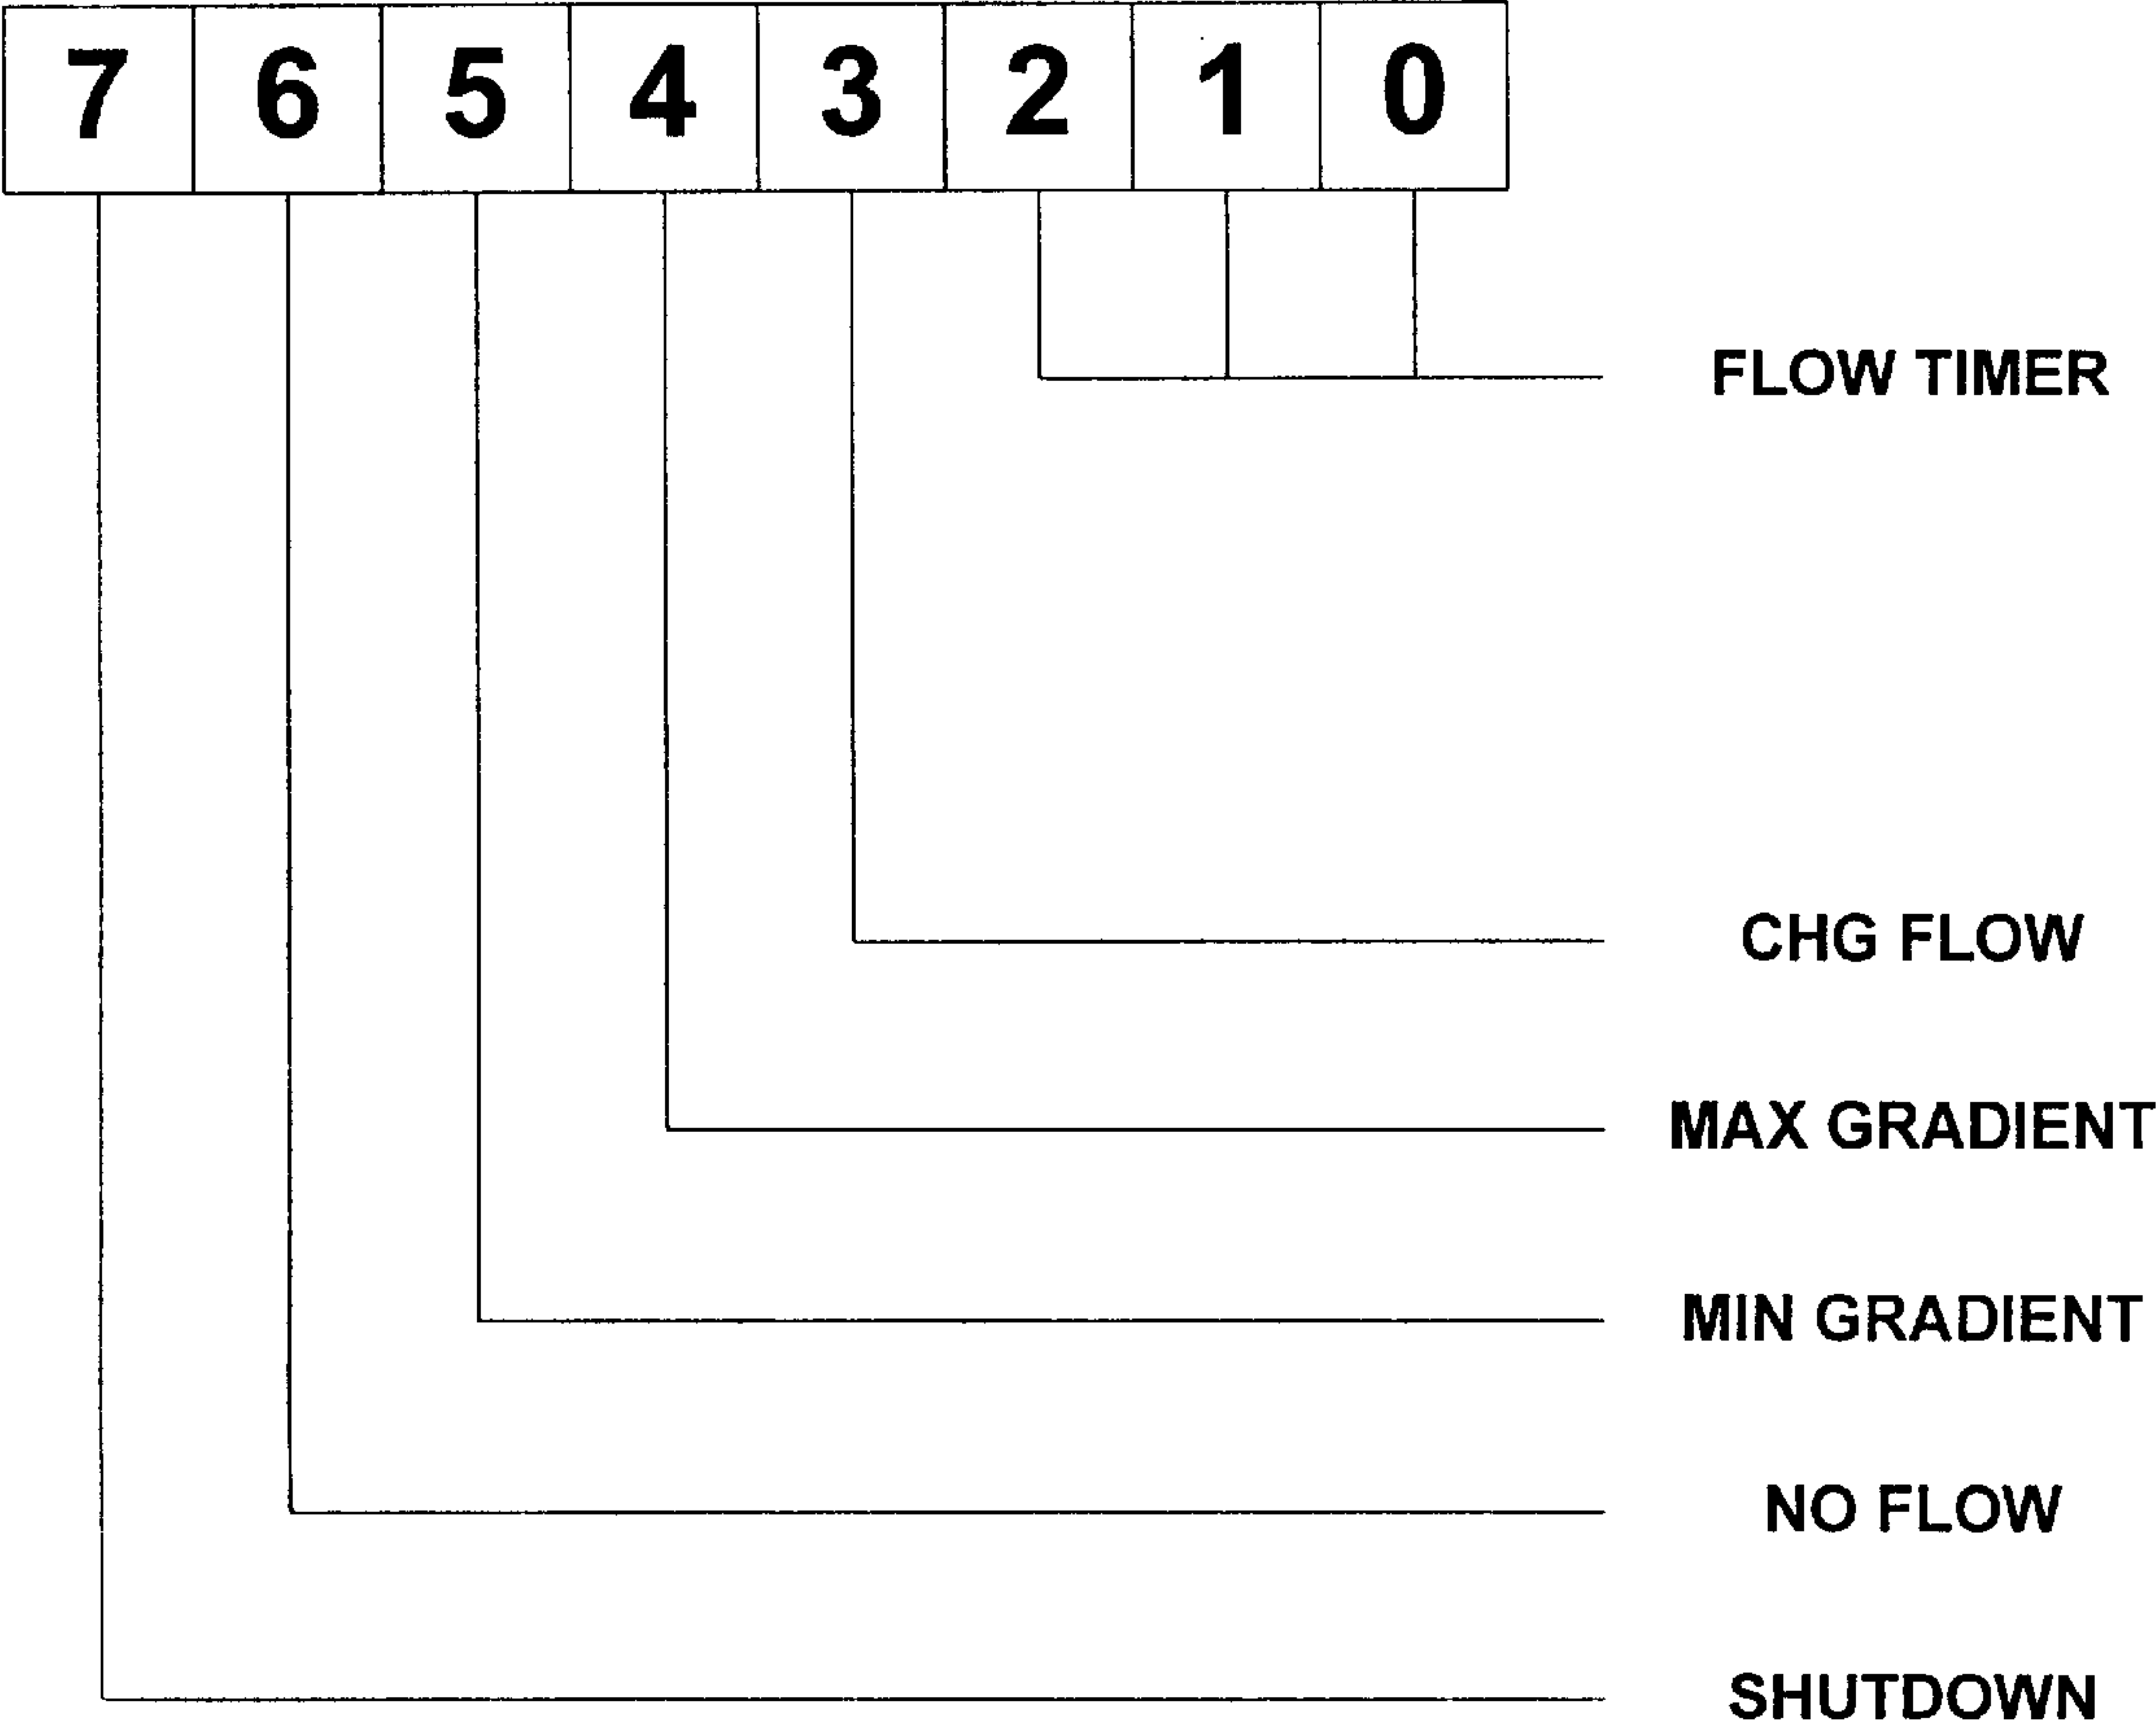 7 6 5 4 3 2 1 0
FLOW TIMER
CHG FLOW
MAX GRADIENT
MIN GRADIENT
NO FLOW
SHUTDOWN